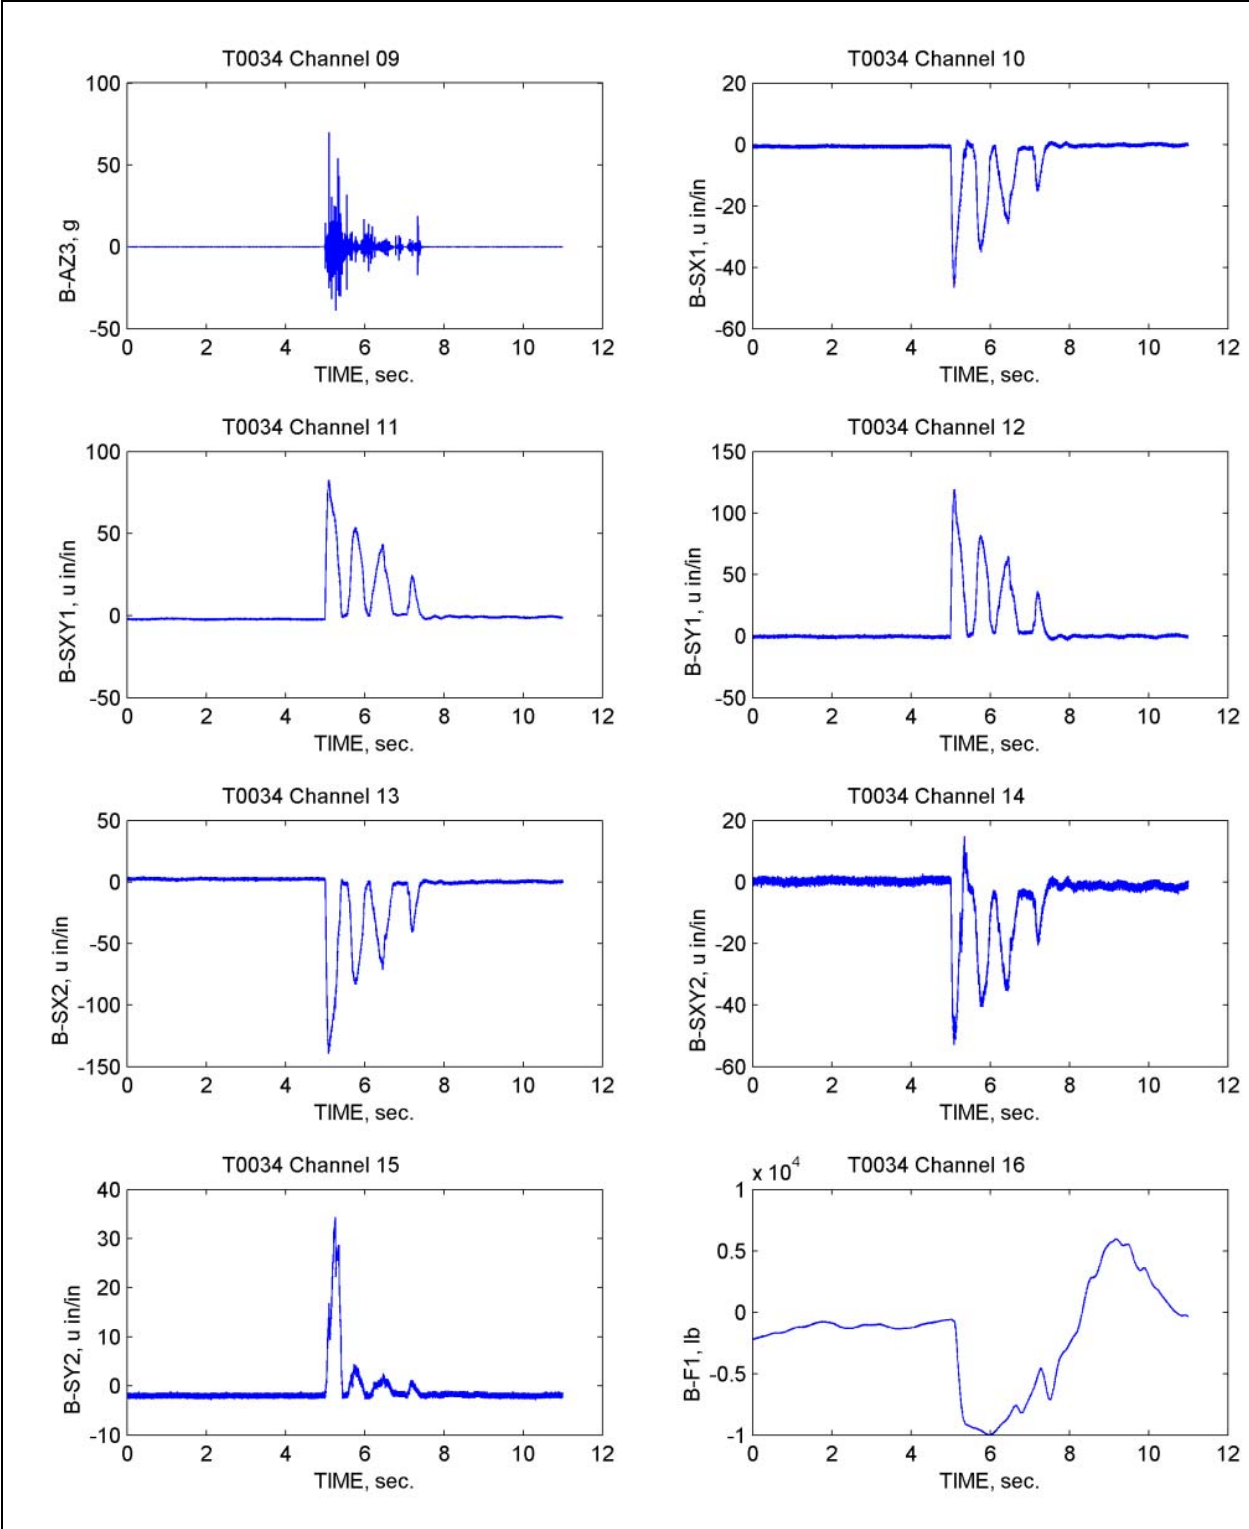 T0034 Channel 09
100
50
0
-50
B-AZ3, g
0 2 4 6 8 10 12
TIME, sec.
T0034 Channel 10
20
0
-20
-40
-60
B-SX1, u in/in
0 2 4 6 8 10 12
TIME, sec.
T0034 Channel 11
100
50
0
-50
B-SXY1, u in/in
0 2 4 6 8 10 12
TIME, sec.
T0034 Channel 12
150
100
50
0
-50
B-SY1, u in/in
0 2 4 6 8 10 12
TIME, sec.
T0034 Channel 13
50
0
-50
-100
-150
B-SX2, u in/in
0 2 4 6 8 10 12
TIME, sec.
T0034 Channel 14
20
0
-20
-40
-60
B-SXY2, u in/in
0 2 4 6 8 10 12
TIME, sec.
T0034 Channel 15
40
30
20
10
0
-10
B-SY2, u in/in
0 2 4 6 8 10 12
TIME, sec.
x 10^4 T0034 Channel 16
1
0.5
0
-0.5
-1
B-F1, lb
0 2 4 6 8 10 12
TIME, sec.